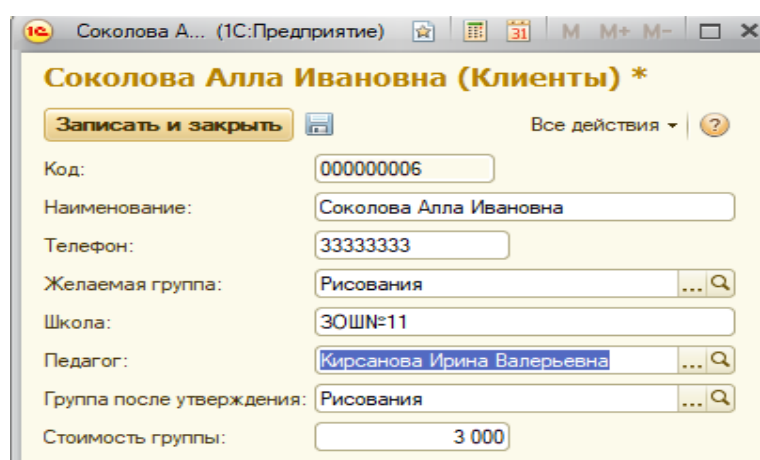 1С Соколова А... (1С:Предприятие) 31 M M+ M-
Соколова Алла Ивановна (Клиенты) *
Записать и закрыть Все действия ?
Код: 000000006
Наименование: Соколова Алла Ивановна
Телефон: 33333333
Желаемая группа: Рисования ...
Школа: ЗОШ№11
Педагог: Кирсанова Ирина Валерьевна ...
Группа после утверждения: Рисования ...
Стоимость группы: 3 000